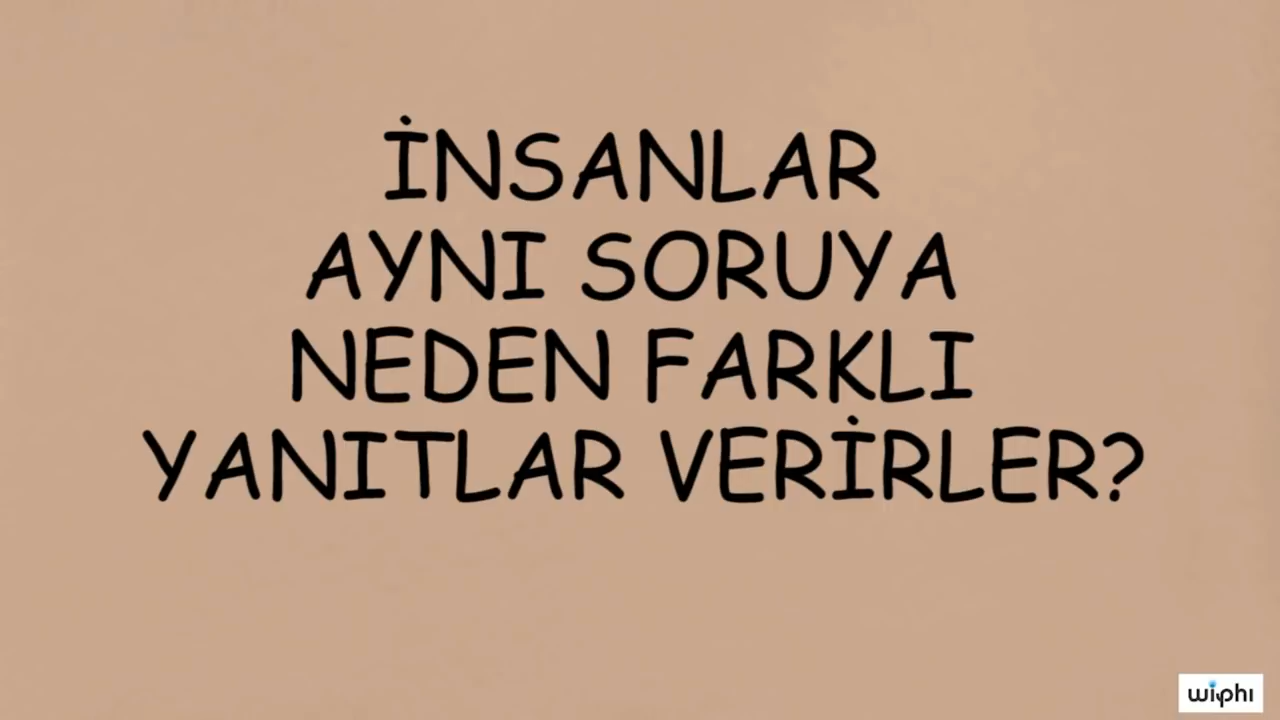 İNSANLAR
AYNI SORUYA
NEDEN FARKLI
YANITLAR VERİRLER?
wiphi